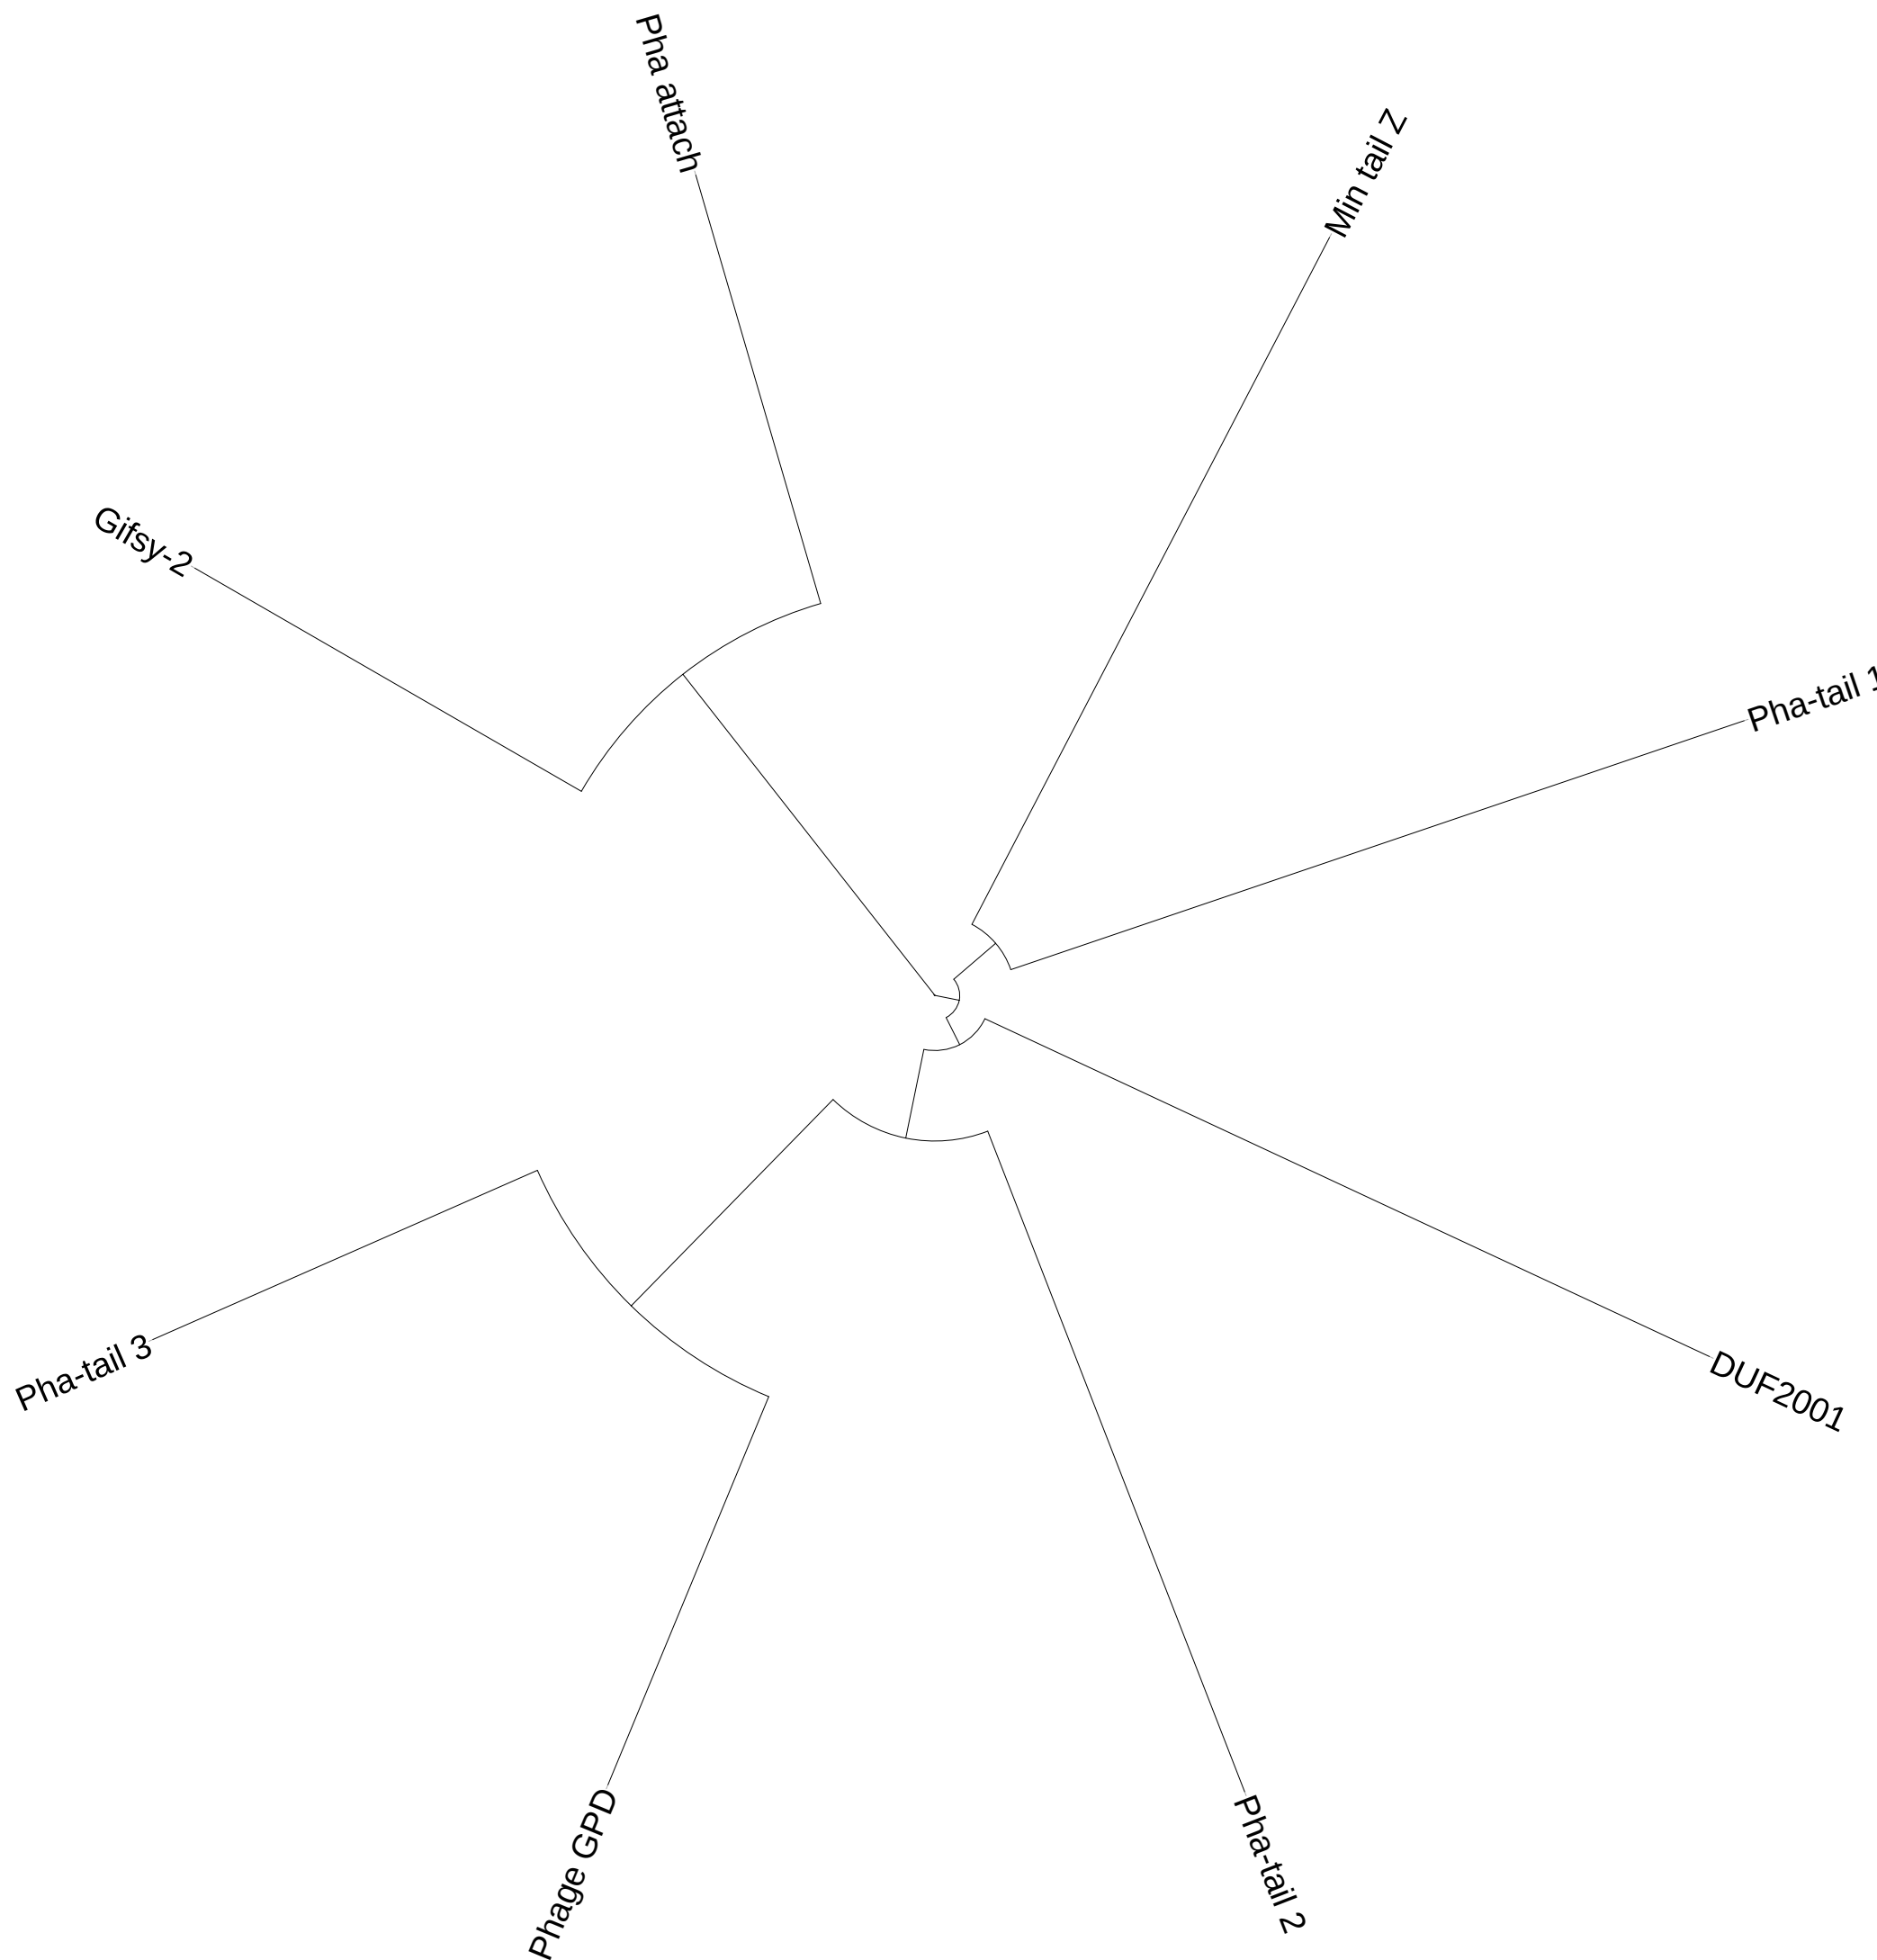 Pha attach
Min tail Z
Gifsy-2
Pha-tail 1
Pha-tail 3
DUF2001
Phage GPD
Pha-tail 2